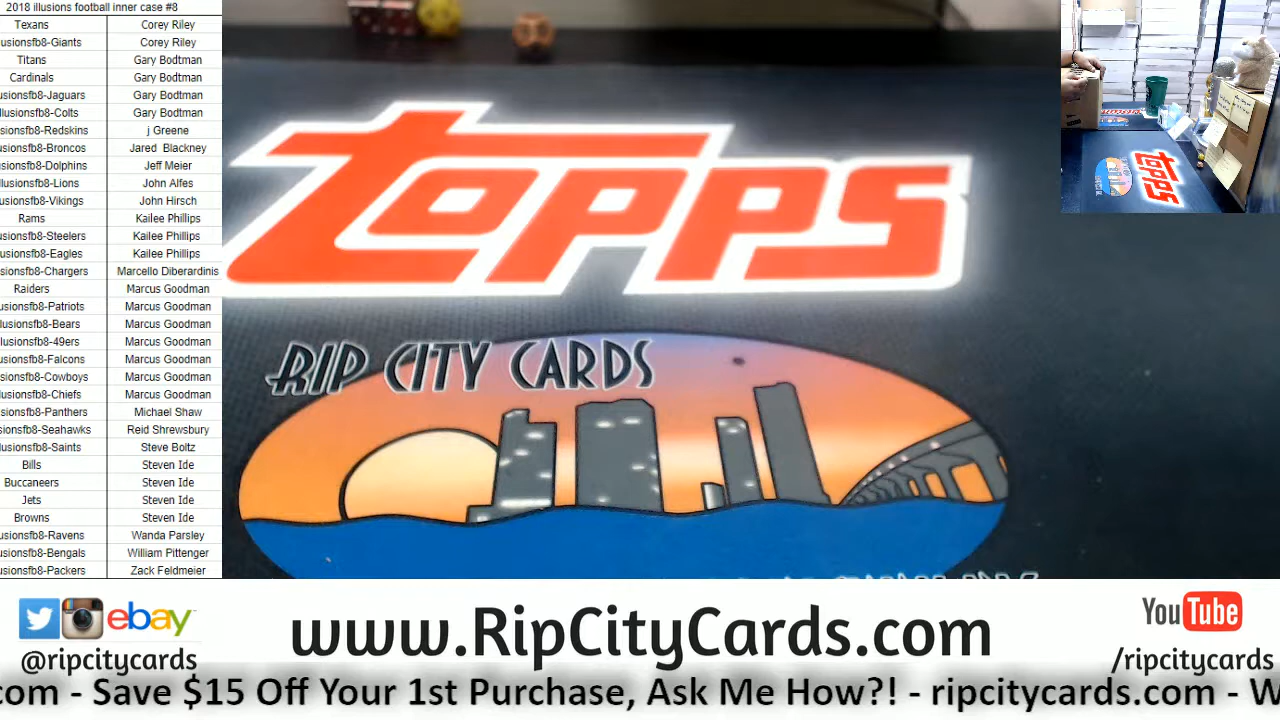 2018 illusions football inner case #8
Texans Corey Riley
usionsfb8-Giants Corey Riley
Titans Gary Bodtman
Cardinals Gary Bodtman
usionsfb8-Jaguars Gary Bodtman
llusionsfb8-Colts Gary Bodtman
sionsfb8-Redskins j Greene
sionsfb8-Broncos Jared Blackney
sionsfb8-Dolphins Jeff Meier
llusionsfb8-Lions John Alfes
usionsfb8-Vikings John Hirsch
Rams Kailee Phillips
usionsfb8-Steelers Kailee Phillips
usionsfb8-Eagles Kailee Phillips
sionsfb8-Chargers Marcello Diberardinis
Raiders Marcus Goodman
usionsfb8-Patriots Marcus Goodman
lusionsfb8-Bears Marcus Goodman
lusionsfb8-49ers Marcus Goodman
usionsfb8-Falcons Marcus Goodman
sionsfb8-Cowboys Marcus Goodman
usionsfb8-Chiefs Marcus Goodman
sionsfb8-Panthers Michael Shaw
sionsfb8-Seahawks Reid Shrewsbury
lusionsfb8-Saints Steve Boltz
Bills Steven Ide
Buccaneers Steven Ide
Jets Steven Ide
Browns Steven Ide
usionsfb8-Ravens Wanda Parsley
usionsfb8-Bengals William Pittenger
usionsfb8-Packers Zack Feldmeier
topps
RIP CITY CARDS
topps
ebay
@ripcitycards
www.RipCityCards.com
YouTube
/ripcitycards
.com - Save $15 Off Your 1st Purchase, Ask Me How?! - ripcitycards.com - W